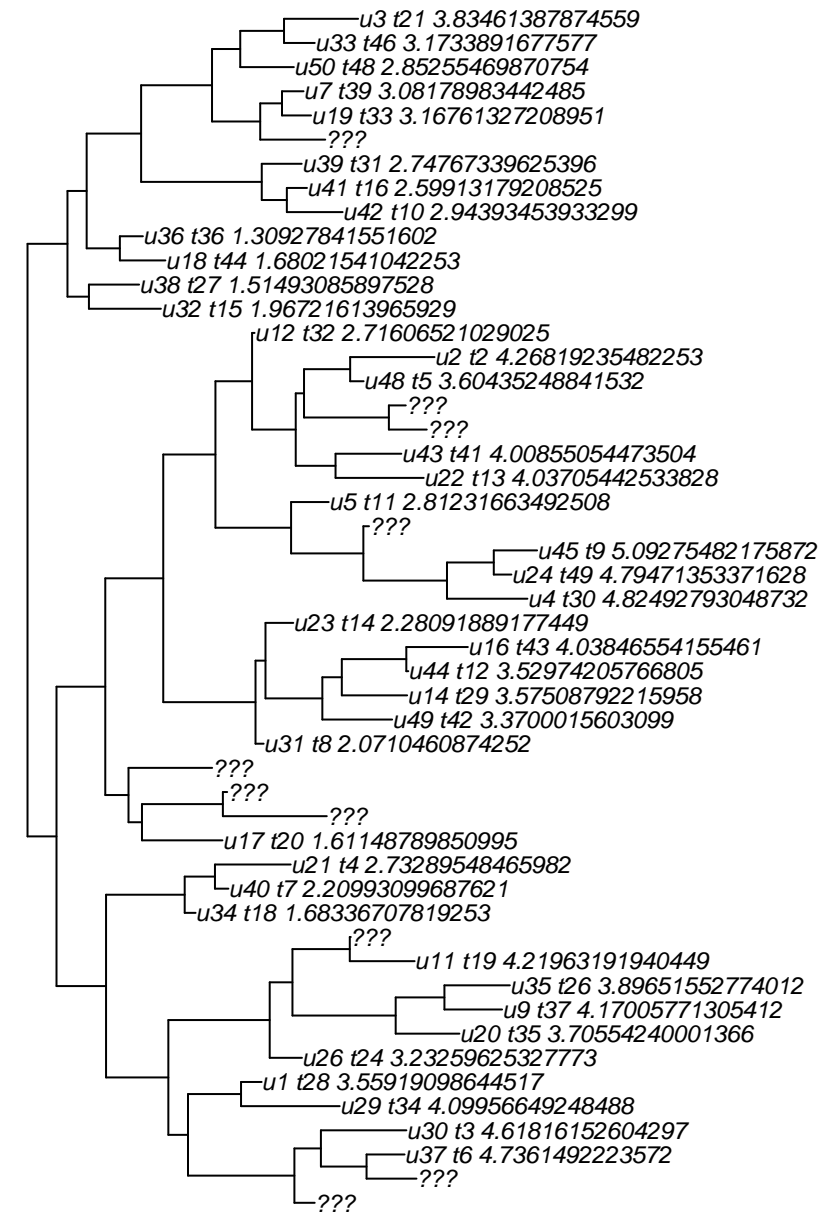 u3 t21 3.83461387874559
u33 t46 3.1733891677577
u50 t48 2.85255469870754
u7 t39 3.08178983442485
u19 t33 3.16761327208951
???
u39 t31 2.74767339625396
u41 t16 2.59913179208525
u42 t10 2.94393453933299
u36 t36 1.30927841551602
u18 t44 1.68021541042253
u38 t27 1.51493085897528
u32 t15 1.96721613965929
u12 t32 2.71606521029025
u2 t2 4.26819235482253
u48 t5 3.60435248841532
???
???
u43 t41 4.00855054473504
u22 t13 4.03705442533828
u5 t11 2.81231663492508
???
u45 t9 5.09275482175872
u24 t49 4.79471353371628
u4 t30 4.82492793048732
u23 t14 2.28091889177449
u16 t43 4.03846554155461
u44 t12 3.52974205766805
u14 t29 3.57508792215958
u49 t42 3.3700015603099
u31 t8 2.0710460874252
???
???
???
u17 t20 1.61148789850995
u21 t4 2.73289548465982
u40 t7 2.20993099687621
u34 t18 1.68336707819253
???
u11 t19 4.21963191940449
u35 t26 3.89651552774012
u9 t37 4.17005771305412
u20 t35 3.70554240001366
u26 t24 3.23259625327773
u1 t28 3.55919098644517
u29 t34 4.09956649248488
u30 t3 4.61816152604297
u37 t6 4.7361492223572
???
???